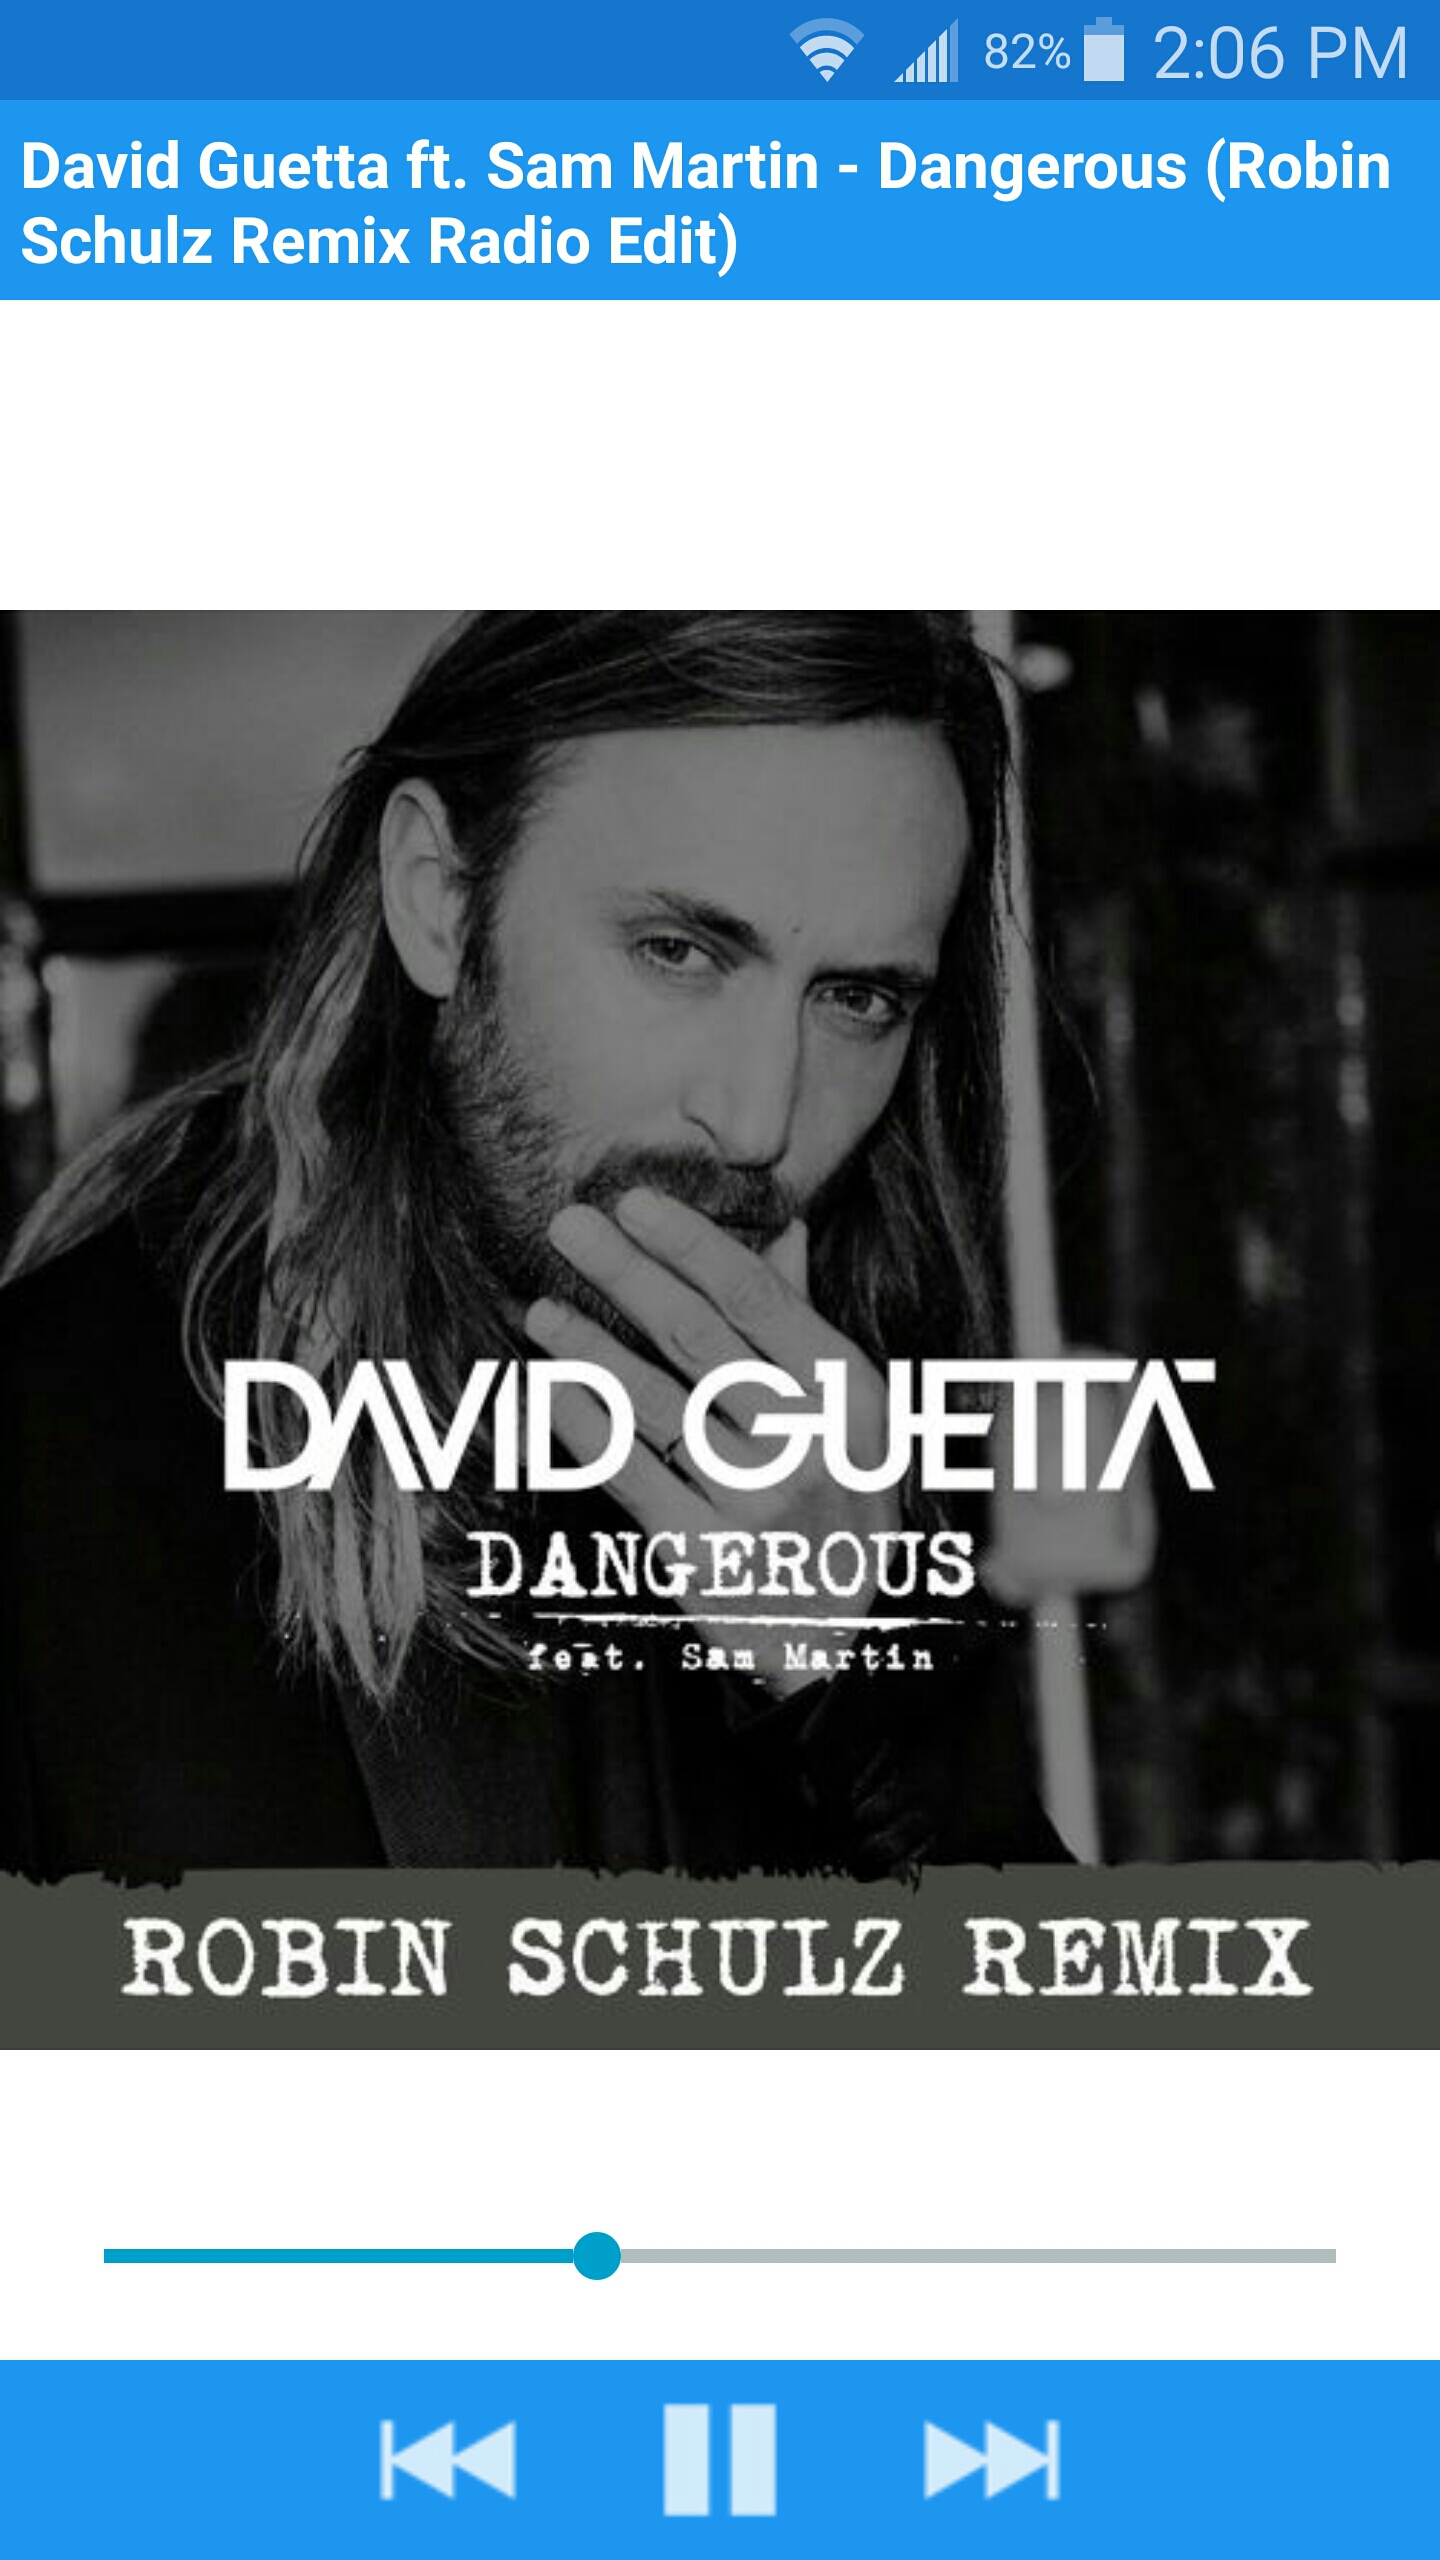 82% 2:06 PM
David Guetta ft. Sam Martin - Dangerous (Robin
Schulz Remix Radio Edit)
DAVID GUETTA
DANGEROUS
feat. Sam Martin
ROBIN SCHULZ REMIX